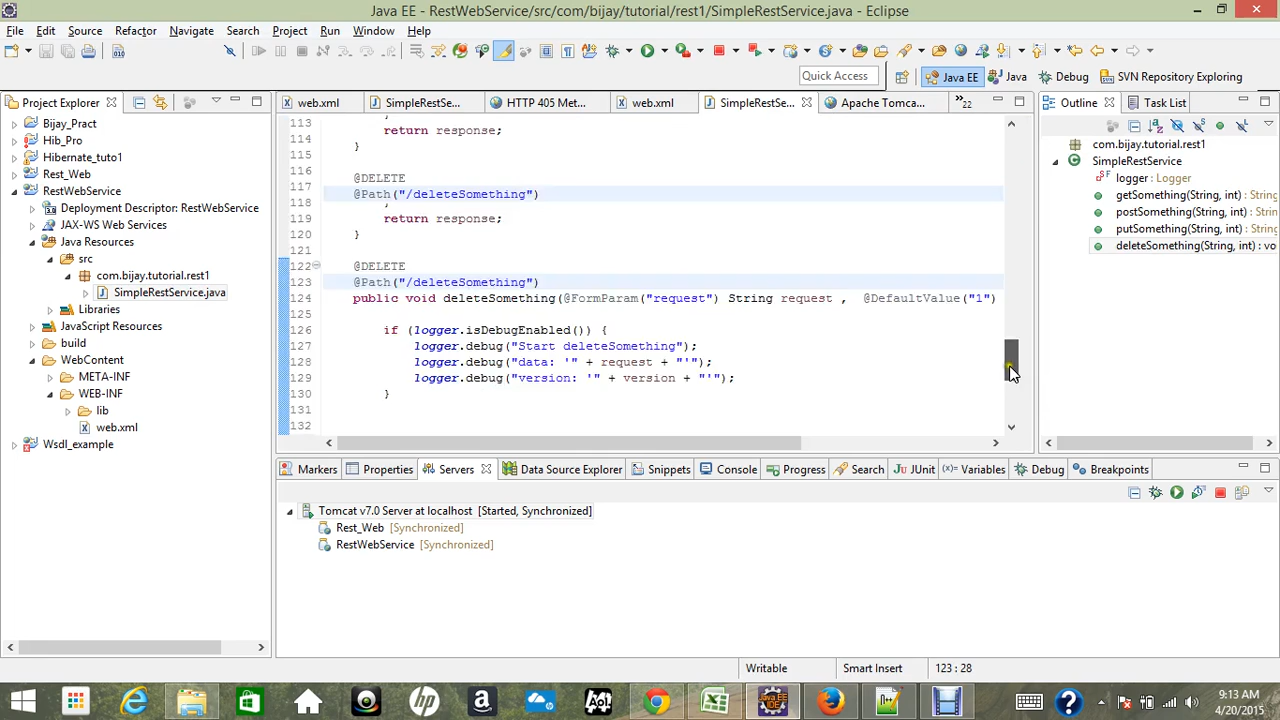 Java EE - RestWebService/src/com/bijay/tutorial/rest1/SimpleRestService.java - Eclipse
File Edit Source Refactor Navigate Search Project Run Window Help
Quick Access
Java EE
Java
Debug
SVN Repository Exploring
Project Explorer
Bijay_Pract
Hib_Pro
Hibernate_tuto1
Rest_Web
RestWebService
Deployment Descriptor: RestWebService
JAX-WS Web Services
Java Resources
src
com.bijay.tutorial.rest1
SimpleRestService.java
Libraries
JavaScript Resources
build
WebContent
META-INF
WEB-INF
lib
web.xml
Wsdl_example
web.xml
SimpleRestSe...
HTTP 405 Met...
web.xml
SimpleRestSe...
Apache Tomca...
»22
113 }
114 return response;
115 }
116
117 @DELETE
@Path("/deleteSomething")
118 }
119 return response;
120 }
121
122 @DELETE
123 @Path("/deleteSomething")
124 public void deleteSomething(@FormParam("request") String request , @DefaultValue("1")
125
126 if (logger.isDebugEnabled()) {
127 logger.debug("Start deleteSomething");
128 logger.debug("data: '" + request + "'");
129 logger.debug("version: '" + version + "'");
130 }
131
132
Outline
Task List
com.bijay.tutorial.rest1
SimpleRestService
logger : Logger
getSomething(String, int) : S
postSomething(String, int) :
putSomething(String, int) : S
deleteSomething(String, int) : vo
Markers
Properties
Servers
Data Source Explorer
Snippets
Console
Progress
Search
JUnit
Variables
Debug
Breakpoints
Tomcat v7.0 Server at localhost [Started, Synchronized]
Rest_Web [Synchronized]
RestWebService [Synchronized]
Writable
Smart Insert
123 : 28
9:13 AM
4/20/2015